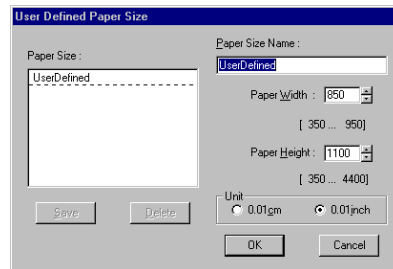 User Defined Paper Size
Paper Size :
UserDefined
Save
Delete
Paper Size Name :
UserDefined
Paper Width : 850
[ 350 ... 950]
Paper Height : 1100
[ 350 ... 4400]
Unit
0.01cm
0.01inch
OK
Cancel